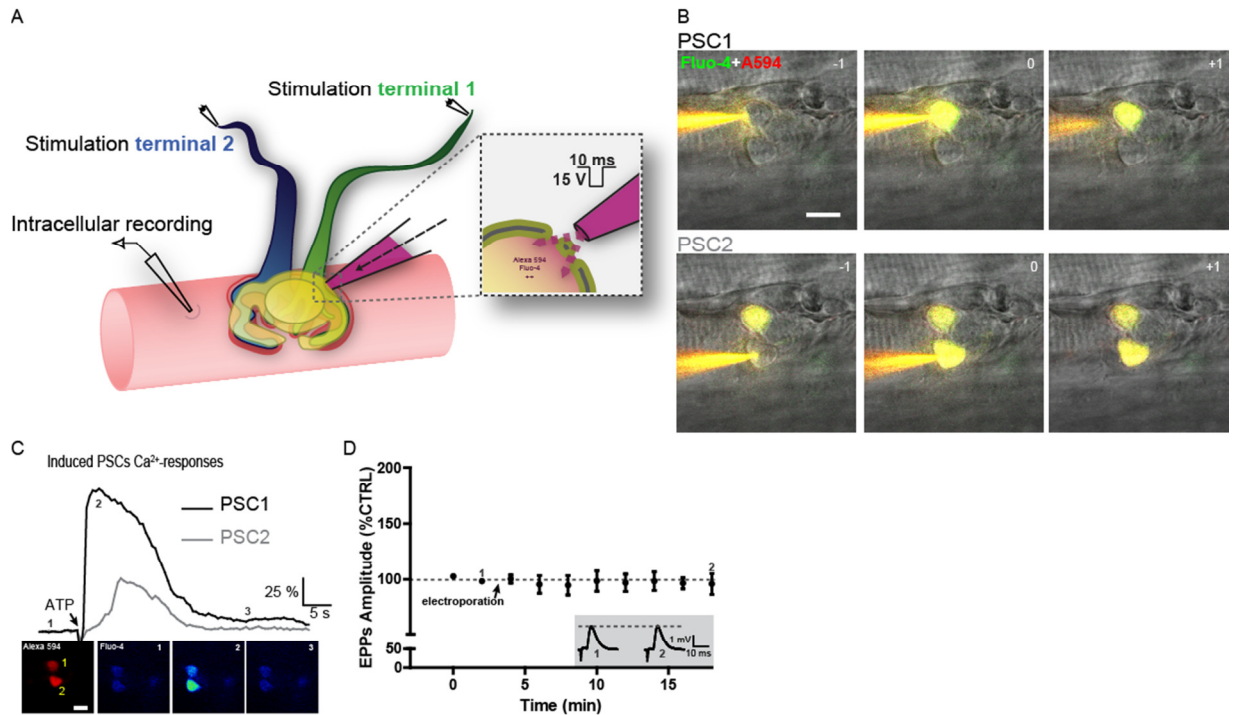 A
Stimulation terminal 1
Stimulation terminal 2
Intracellular recording
10 ms
15 V
Alexa 594
Fluo-4
B
PSC1
Fluo-4+A594
-1
0
+1
PSC2
-1
0
+1
C
Induced PSCs Ca²⁺-responses
2
PSC1
PSC2
25 %
5 s
ATP
1
3
Alexa 594
1
2
Fluo-4
1
2
3
D
EPPs Amplitude (%CTRL)
200
150
100
50
0
1
2
electroporation
1 mV
10 ms
1
2
0
5
10
15
Time (min)